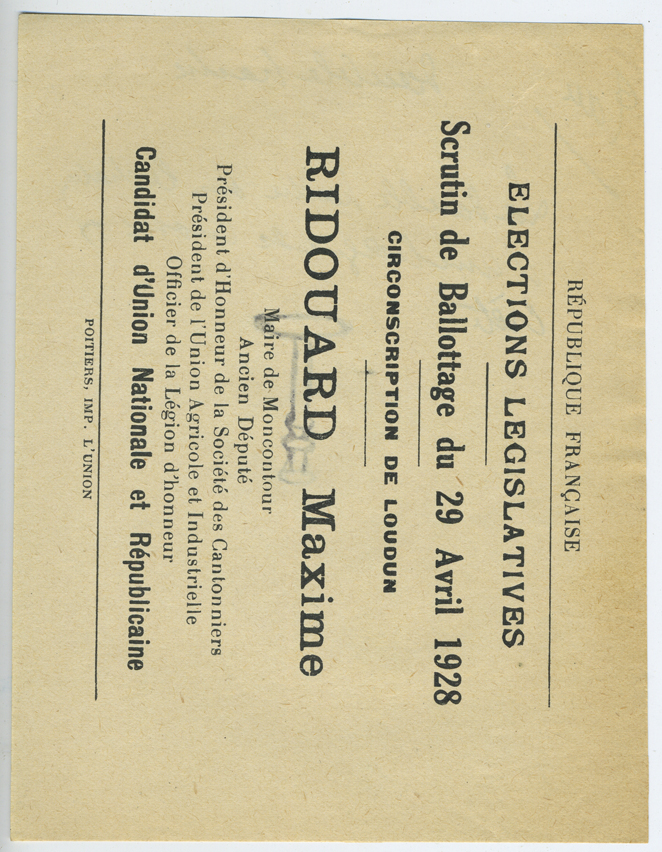 RÉPUBLIQUE FRANÇAISE
ELECTIONS LEGISLATIVES
Scrutin de Ballottage du 29 Avril 1928
CIRCONSCRIPTION DE LOUDUN
RIDOUARD Maxime
Maire de Moncontour
Ancien Député
Président d'Honneur de la Société des Cantonniers
Président de l'Union Agricole et Industrielle
Officier de la Légion d'honneur
Candidat d'Union Nationale et Républicaine
POITIERS, IMP. L'UNION